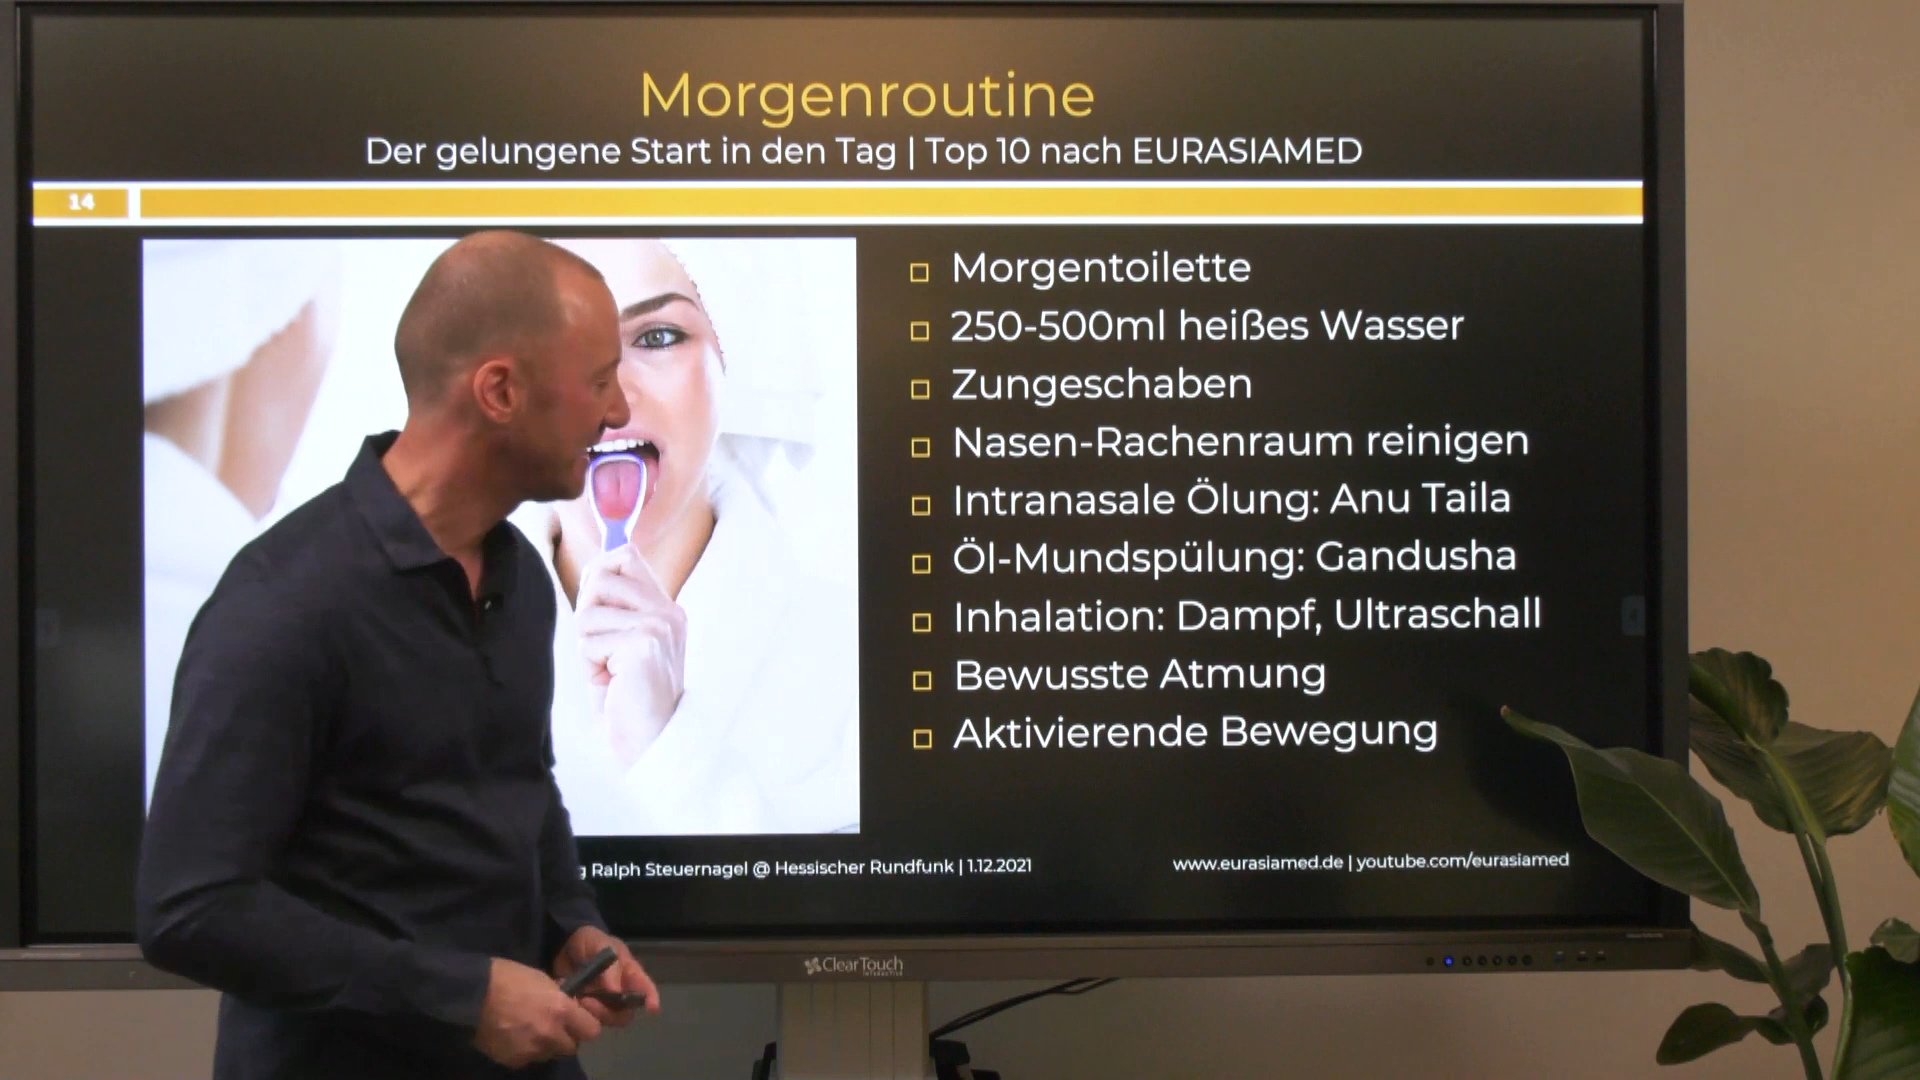 Morgenroutine
Der gelungene Start in den Tag | Top 10 nach EURASIAMED
14
Morgentoilette
250-500ml heißes Wasser
Zungeschaben
Nasen-Rachenraum reinigen
Intranasale Ölung: Anu Taila
Öl-Mundspülung: Gandusha
Inhalation: Dampf, Ultraschall
Bewusste Atmung
Aktivierende Bewegung
Ralph Steuernagel @ Hessischer Rundfunk | 1.12.2021
www.eurasiamed.de | youtube.com/eurasiamed
ClearTouch